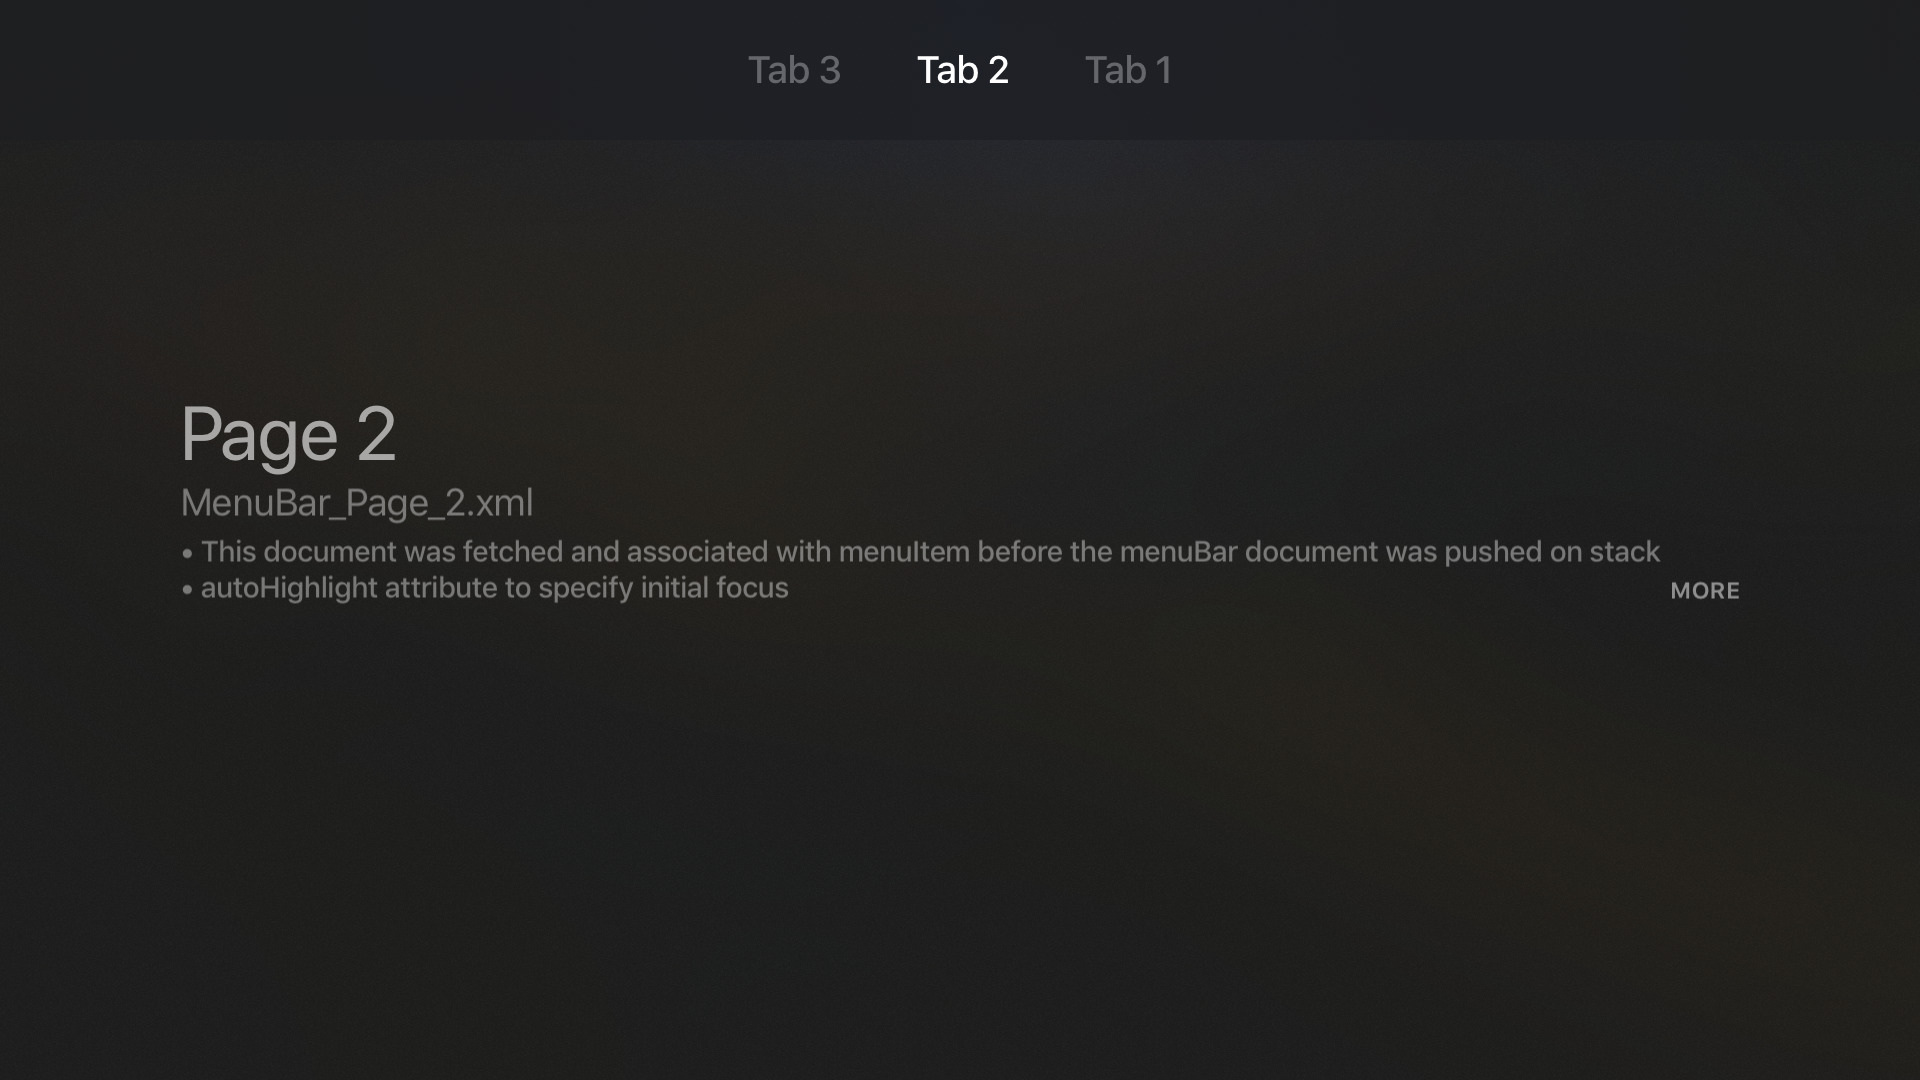 Tab 3 Tab 2 Tab 1
Page 2
MenuBar_Page_2.xml
• This document was fetched and associated with menuItem before the menuBar document was pushed on stack
• autoHighlight attribute to specify initial focus MORE